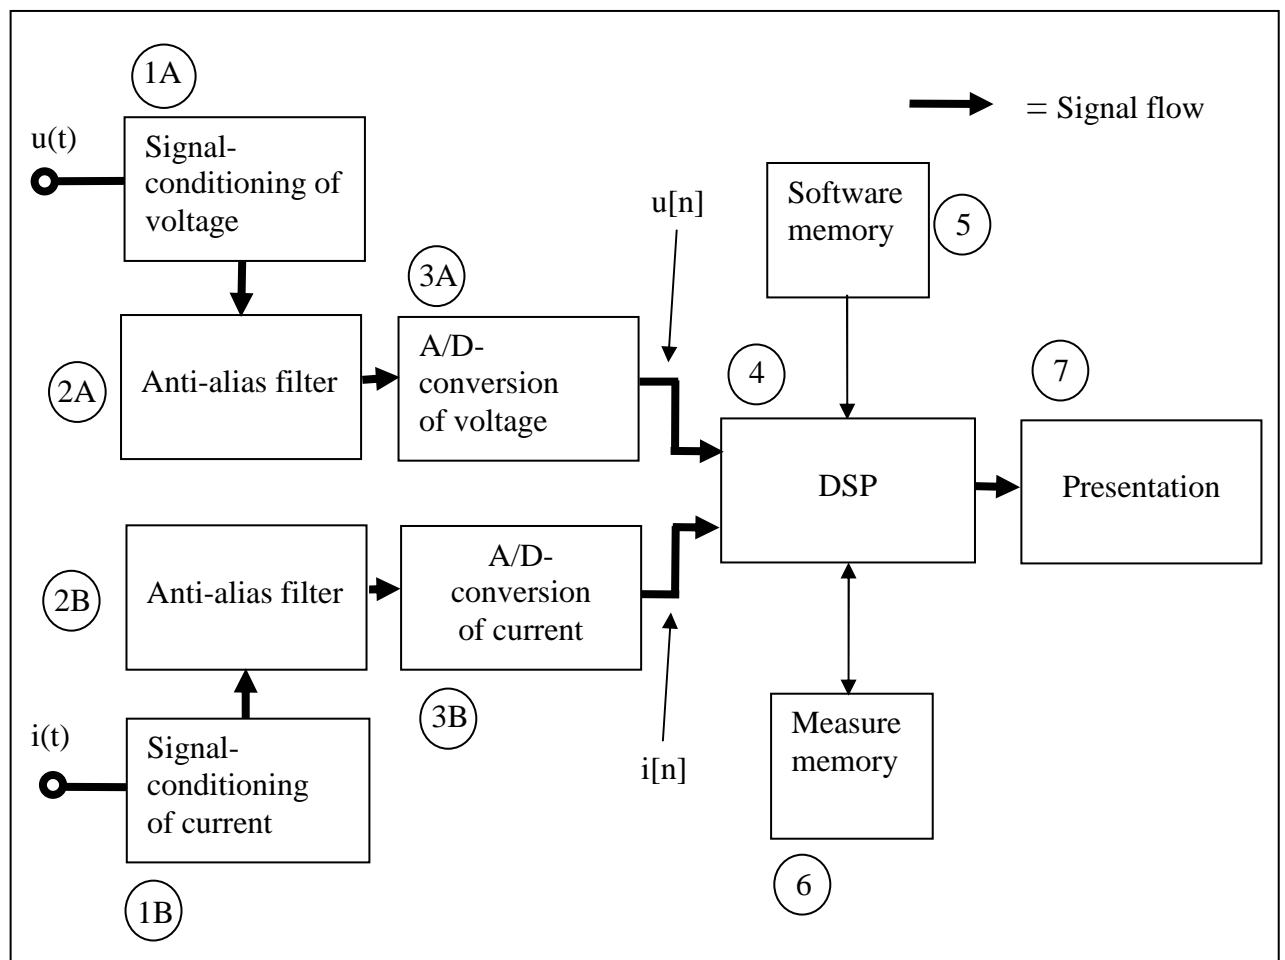 1A
u(t)
Signal-
conditioning of
voltage
= Signal flow
u[n]
Software
memory
5
3A
2A
Anti-alias filter
A/D-
conversion
of voltage
4
7
DSP
Presentation
2B
Anti-alias filter
A/D-
conversion
of current
3B
i(t)
Signal-
conditioning
of current
i[n]
Measure
memory
1B
6